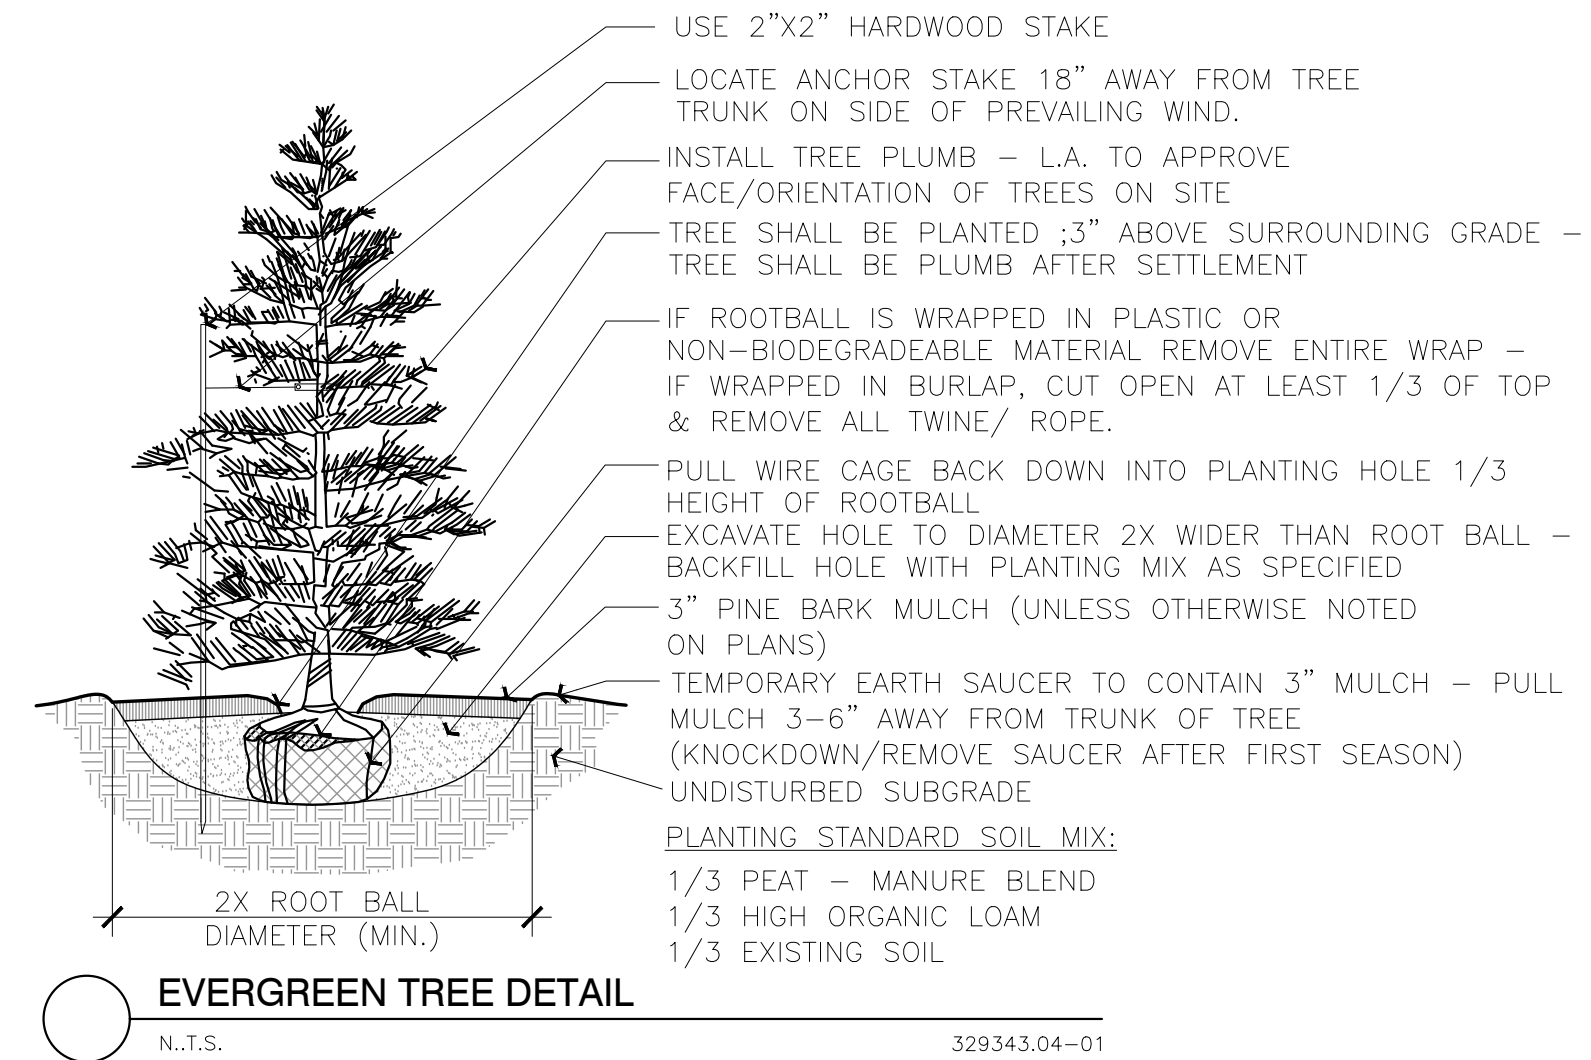 USE 2”X2” HARDWOOD STAKE
LOCATE ANCHOR STAKE 18” AWAY FROM TREE
TRUNK ON SIDE OF PREVAILING WIND.
INSTALL TREE PLUMB – L.A. TO APPROVE
FACE/ORIENTATION OF TREES ON SITE
TREE SHALL BE PLANTED ;3” ABOVE SURROUNDING GRADE –
TREE SHALL BE PLUMB AFTER SETTLEMENT
IF ROOTBALL IS WRAPPED IN PLASTIC OR
NON–BIODEGRADEABLE MATERIAL REMOVE ENTIRE WRAP –
IF WRAPPED IN BURLAP, CUT OPEN AT LEAST 1/3 OF TOP
& REMOVE ALL TWINE/ ROPE.
PULL WIRE CAGE BACK DOWN INTO PLANTING HOLE 1/3
HEIGHT OF ROOTBALL
EXCAVATE HOLE TO DIAMETER 2X WIDER THAN ROOT BALL –
BACKFILL HOLE WITH PLANTING MIX AS SPECIFIED
3” PINE BARK MULCH (UNLESS OTHERWISE NOTED
ON PLANS)
TEMPORARY EARTH SAUCER TO CONTAIN 3” MULCH – PULL
MULCH 3–6” AWAY FROM TRUNK OF TREE
(KNOCKDOWN/REMOVE SAUCER AFTER FIRST SEASON)
UNDISTURBED SUBGRADE
PLANTING STANDARD SOIL MIX:
1/3 PEAT – MANURE BLEND
1/3 HIGH ORGANIC LOAM
1/3 EXISTING SOIL
2X ROOT BALL
DIAMETER (MIN.)
EVERGREEN TREE DETAIL
N..T.S.
329343.04–01